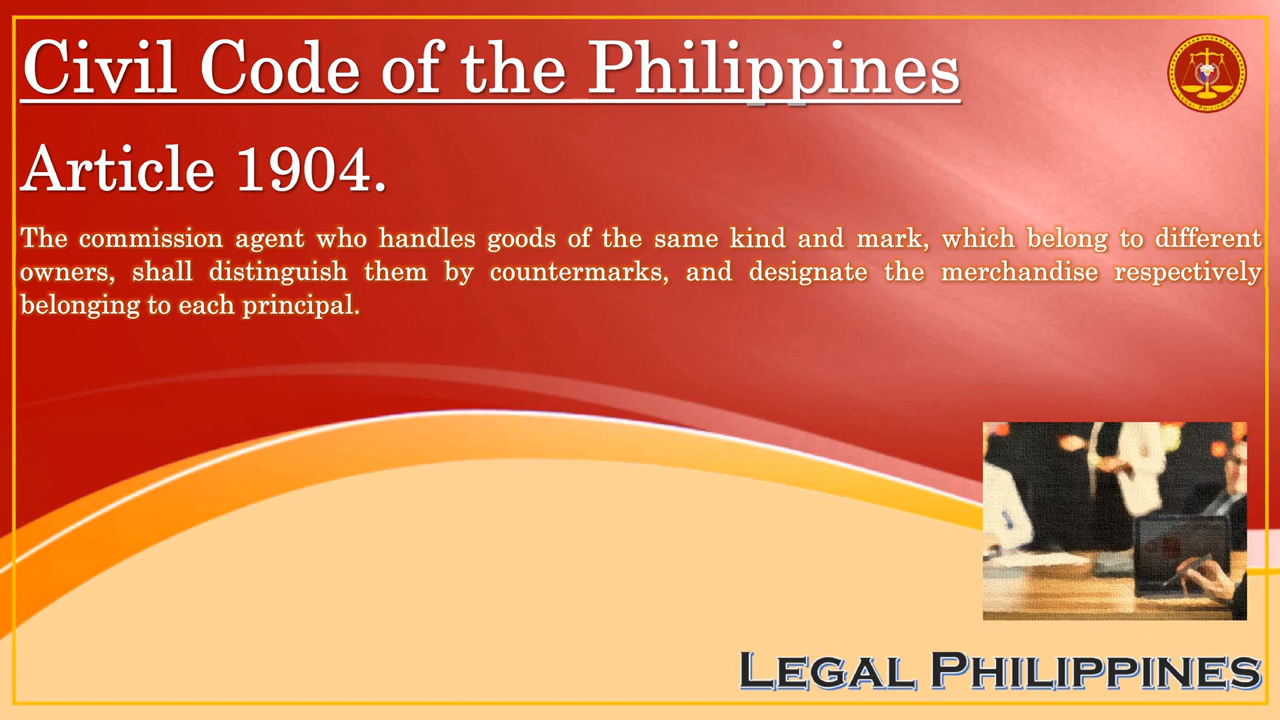 Civil Code of the Philippines
Article 1904.
The commission agent who handles goods of the same kind and mark, which belong to different
owners, shall distinguish them by countermarks, and designate the merchandise respectively
belonging to each principal.
LEGAL PHILIPPINES